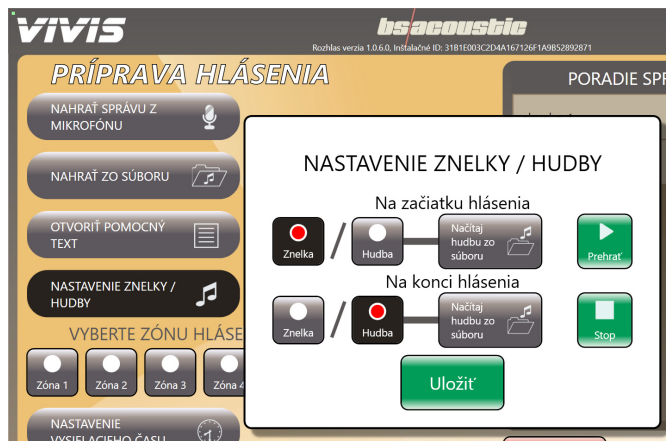 VIVIS
bsacoustic
Rozhlas verzia 1.0.6.0, Inštalačné ID: 31B1E003C2D4A167126F1A9B52892871
PRÍPRAVA HLÁSENIA
NAHRAŤ SPRÁVU Z
MIKROFÓNU
NAHRAŤ ZO SÚBORU
OTVORIŤ POMOCNÝ
TEXT
NASTAVENIE ZNELKY /
HUDBY
VYBERTE ZÓNU HLÁSE
Zóna 1
Zóna 2
Zóna 3
Zóna 4
NASTAVENIE
VYSIELACIEHO ČASU
PORADIE SPR
NASTAVENIE ZNELKY / HUDBY
Na začiatku hlásenia
Znelka
/
Hudba
Načítaj
hudbu zo
súboru
Prehrať
Na konci hlásenia
Znelka
/
Hudba
Načítaj
hudbu zo
súboru
Stop
Uložiť